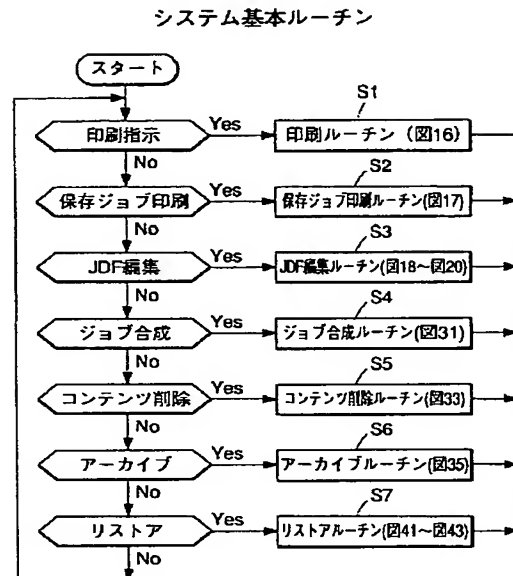 システム基本ルーチン
スタート
S1
印刷指示 Yes 印刷ルーチン (図16)
No
S2
保存ジョブ印刷 Yes 保存ジョブ印刷ルーチン(図17)
No
S3
JDF編集 Yes JDF編集ルーチン(図18〜図20)
No
S4
ジョブ合成 Yes ジョブ合成ルーチン(図31)
No
S5
コンテンツ削除 Yes コンテンツ削除ルーチン(図33)
No
S6
アーカイブ Yes アーカイブルーチン(図35)
No
S7
リストア Yes リストアルーチン(図41〜図43)
No